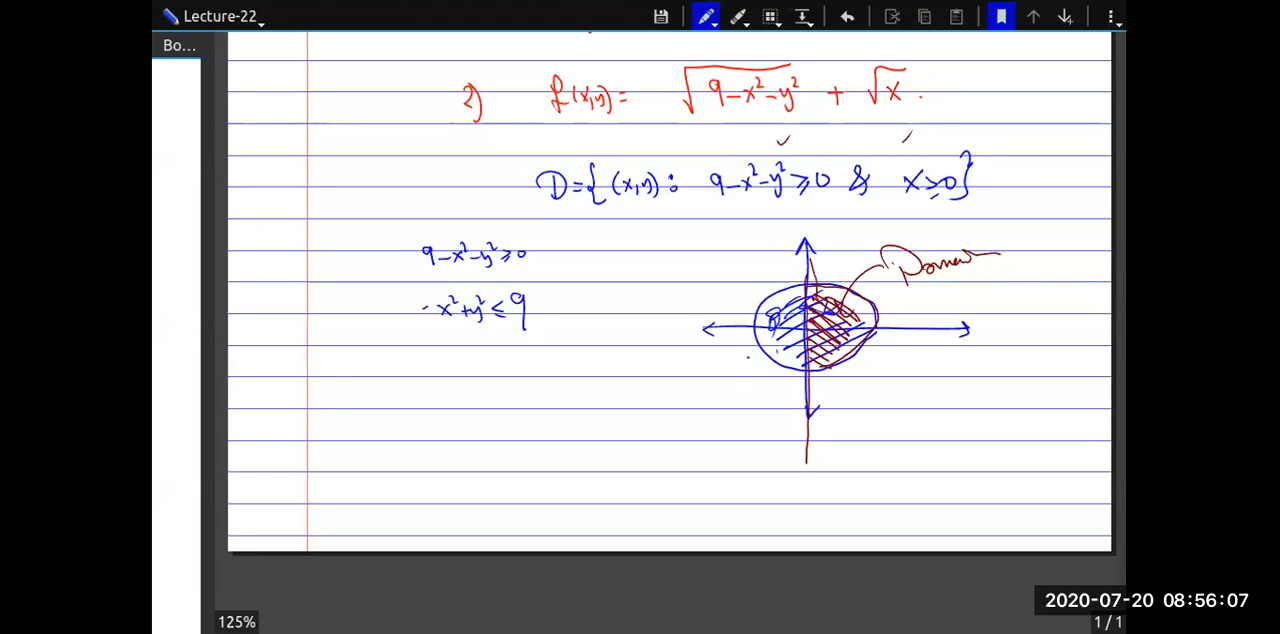 Lecture-22
Bo...
2) f(x,y) = √(9-x²-y²) + √x .
D = { (x,y) : 9-x²-y² ≥ 0 & x ≥ 0 }
9-x²-y² ≥ 0
x²+y² ≤ 9
125%
2020-07-20 08:56:07
1 / 1